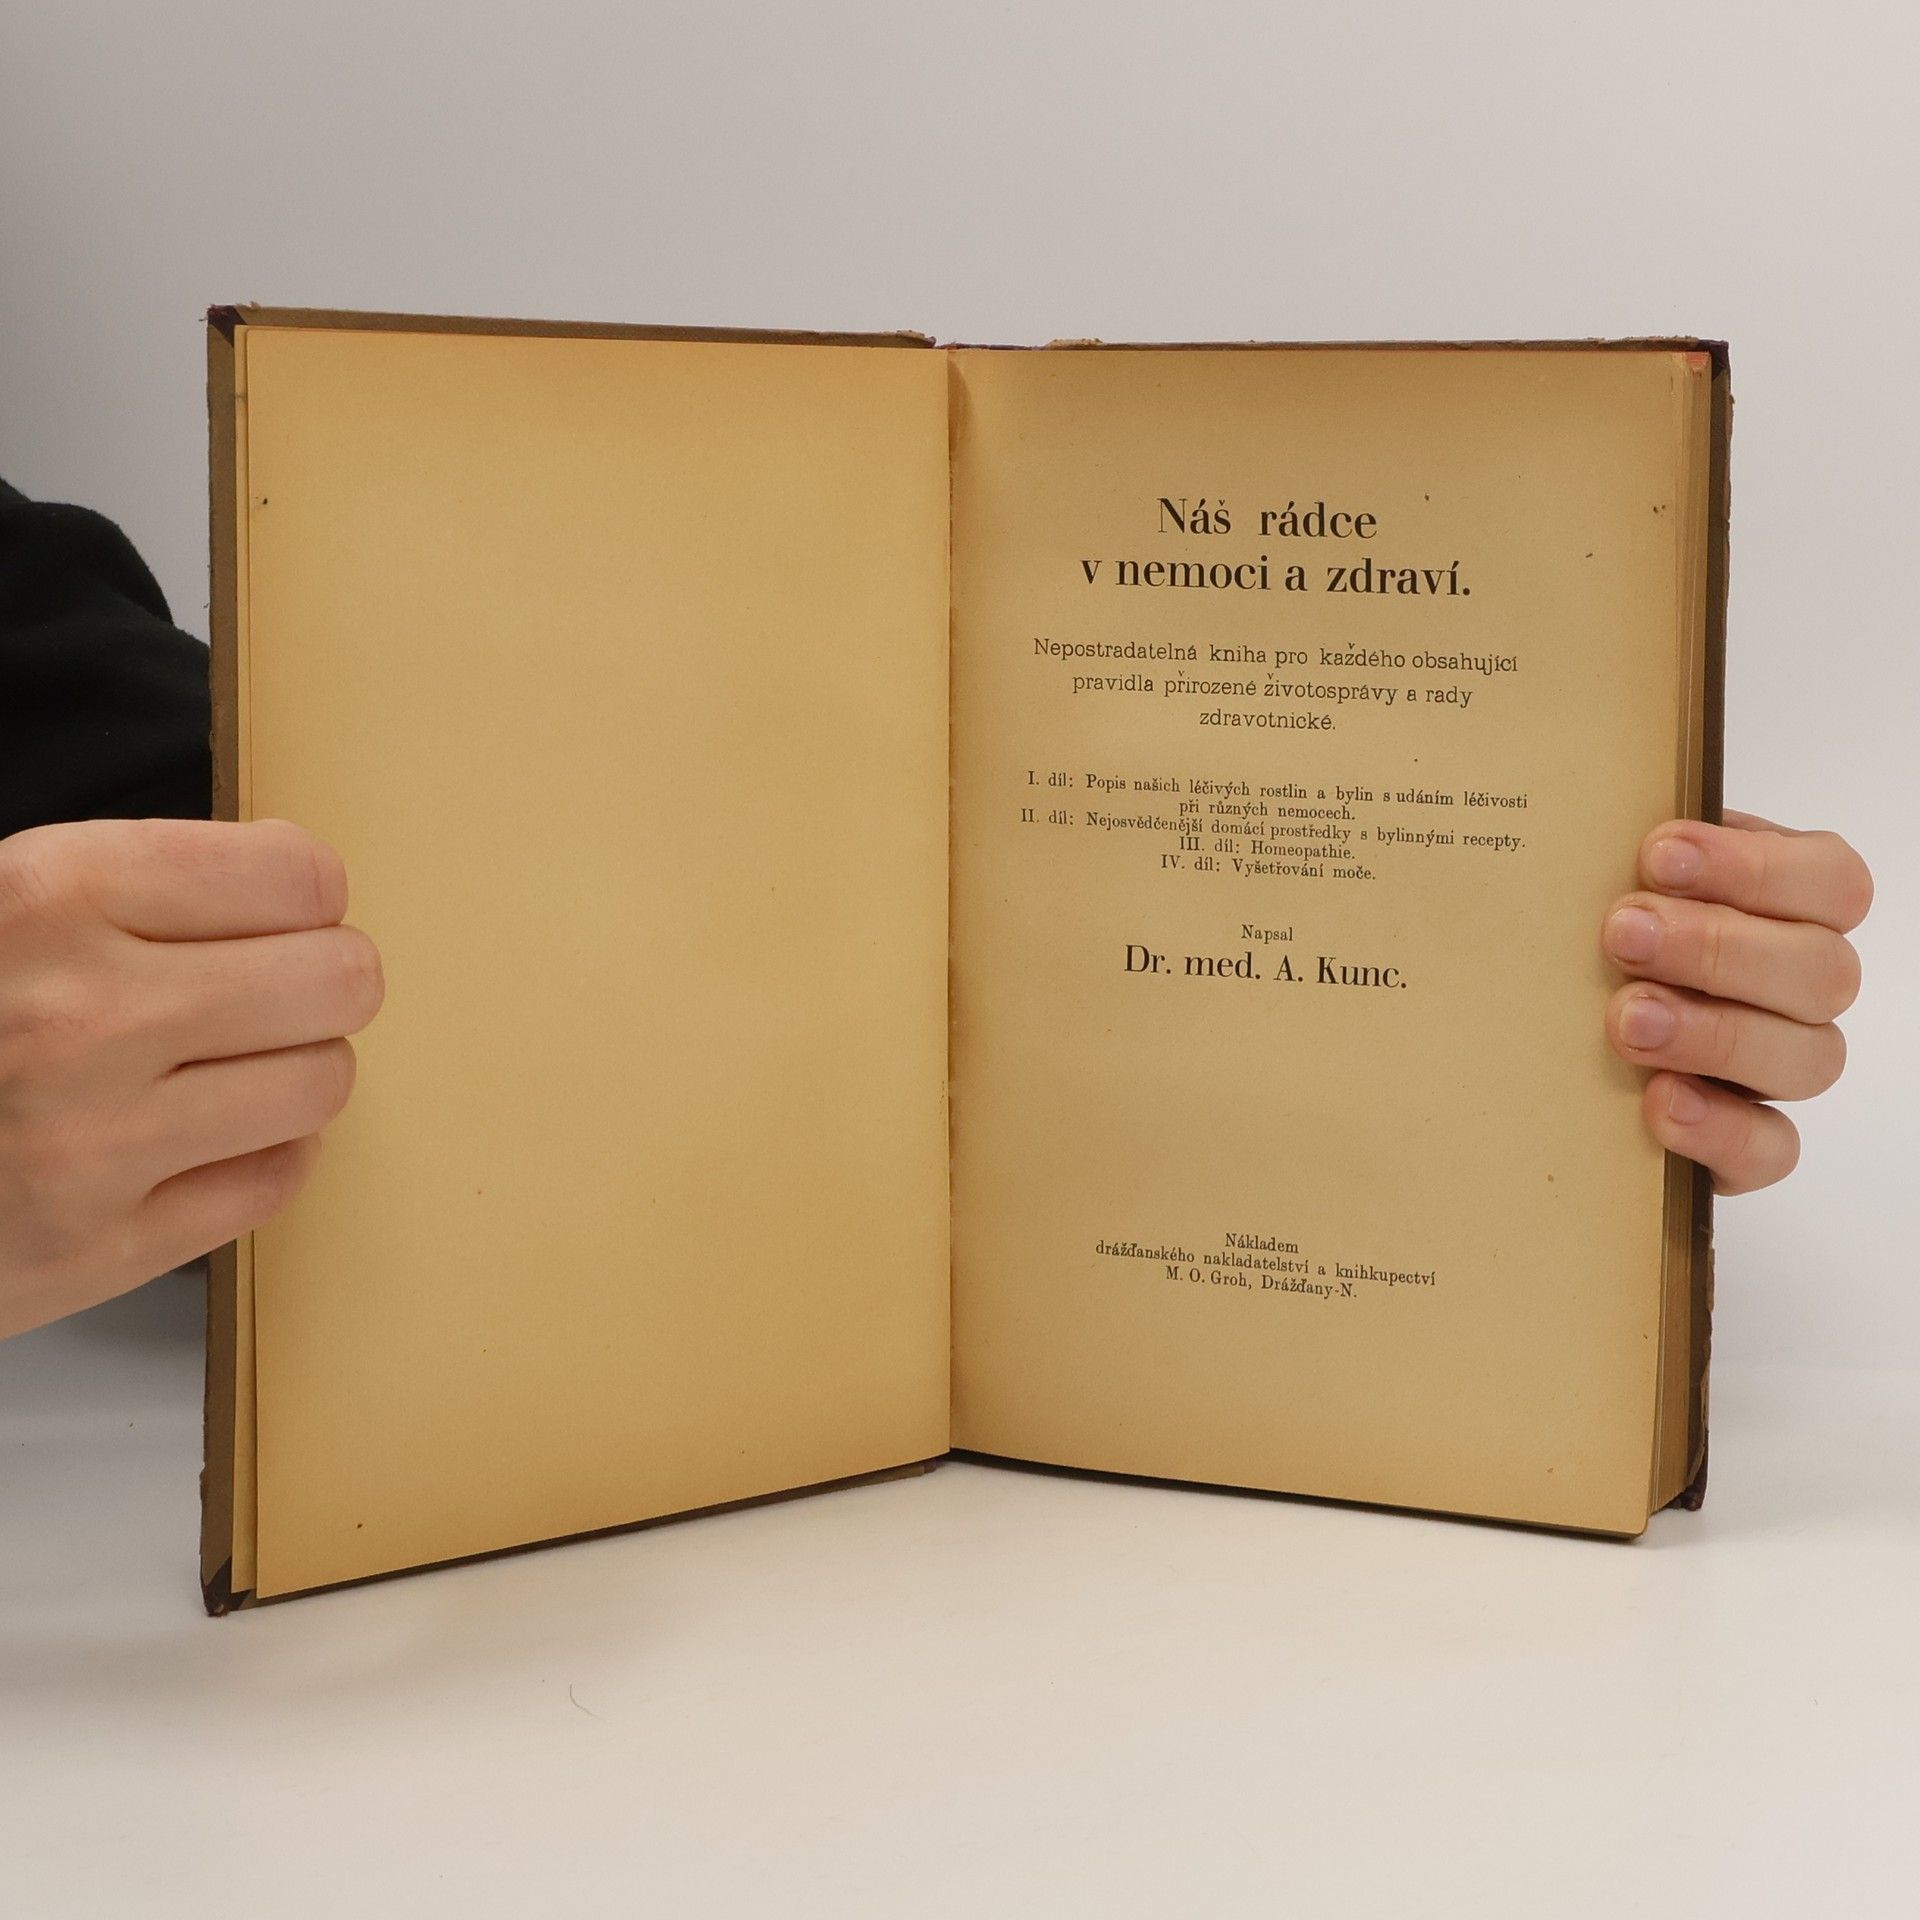 Náš rádce
v nemoci a zdraví.
Nepostradatelná kniha pro každého obsahující
pravidla přirozené životosprávy a rady
zdravotnické.
I. díl: Popis našich léčivých rostlin a bylin s udáním léčivosti
při různých nemocech.
II. díl: Nejosvědčenější domácí prostředky s bylinnými recepty.
III. díl: Homeopathie.
IV. díl: Vyšetřování moče.
Napsal
Dr. med. A. Kunc.
Nákladem
drážďanského nakladatelství a knihkupectví
M. O. Groh, Drážďany-N.